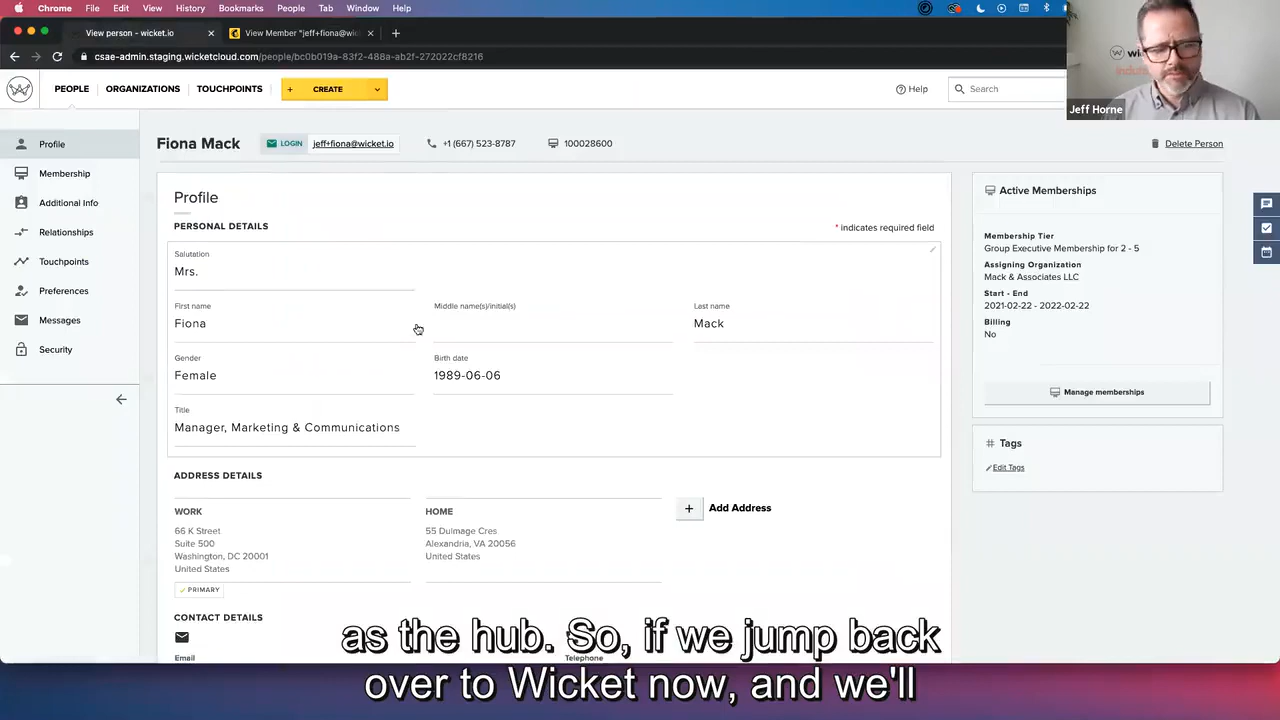 Chrome File Edit View History Bookmarks People Tab Window Help
View person - wicket.io
View Member "jeff+fiona@wic
csae-admin.staging.wicketcloud.com/people/bc0b019a-83f2-488a-ab2f-272022cf8216
PEOPLE ORGANIZATIONS TOUCHPOINTS + CREATE Help Search
Jeff Horne
Profile
Membership
Additional Info
Relationships
Touchpoints
Preferences
Messages
Security
Fiona Mack LOGIN jeff+fiona@wicket.io +1 (667) 523-8787 100028600 Delete Person
Profile
PERSONAL DETAILS
* indicates required field
Salutation
Mrs.
First name Middle name(s)/initial(s) Last name
Fiona Mack
Gender Birth date
Female 1989-06-06
Title
Manager, Marketing & Communications
ADDRESS DETAILS
WORK
66 K Street
Suite 500
Washington, DC 20001
United States
PRIMARY
HOME
55 Dulmage Cres
Alexandria, VA 20056
United States
+ Add Address
CONTACT DETAILS
Email
Telephone
Active Memberships
Membership Tier
Group Executive Membership for 2 - 5
Assigning Organization
Mack & Associates LLC
Start - End
2021-02-22 - 2022-02-22
Billing
No
Manage memberships
# Tags
Edit Tags
as the hub. So, if we jump back
over to Wicket now, and we'll